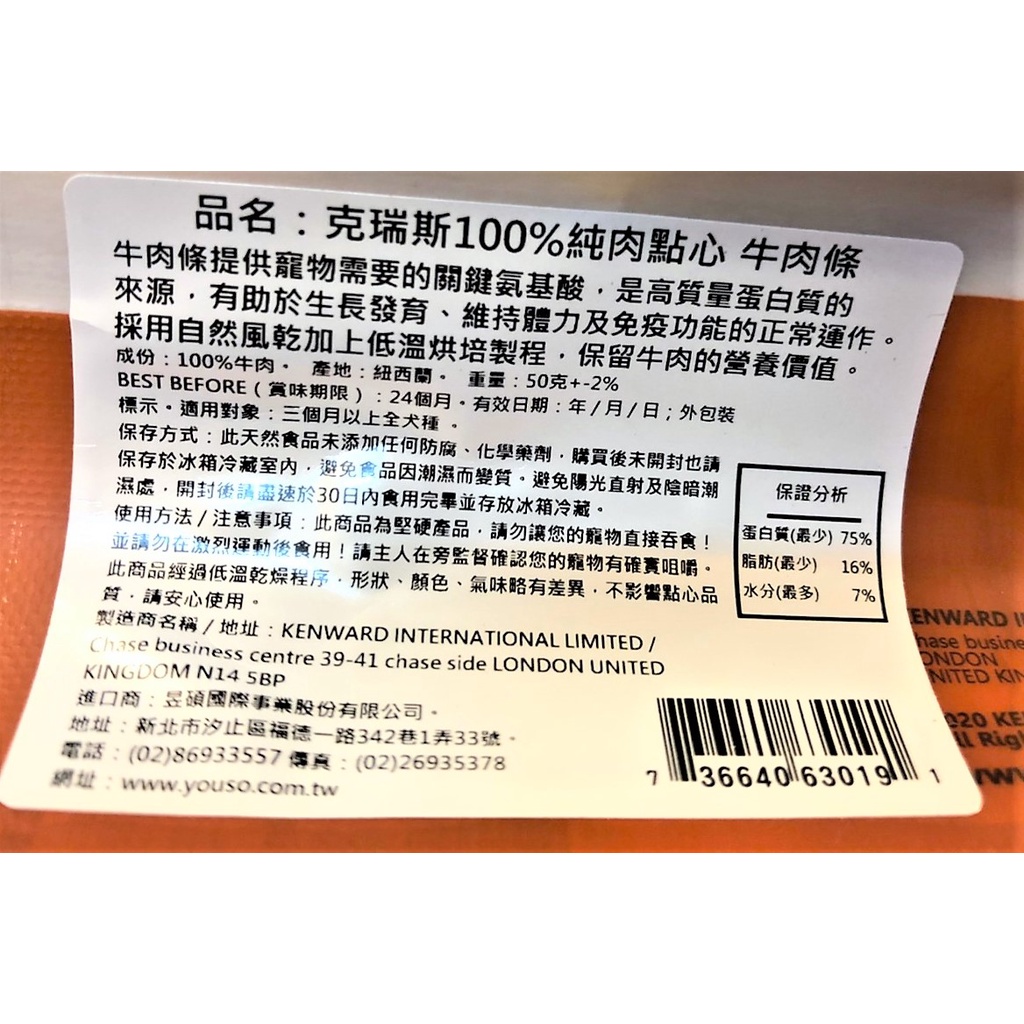 品名：克瑞斯100%純肉點心 牛肉條
牛肉條提供寵物需要的關鍵氨基酸，是高質量蛋白質的
來源，有助於生長發育、維持體力及免疫功能的正常運作。
採用自然風乾加上低溫烘培製程，保留牛肉的營養價值。
成份：100%牛肉。 產地：紐西蘭。 重量：50克+-2%
BEST BEFORE（賞味期限）：24個月。有效日期：年/月/日；外包裝
標示。適用對象：三個月以上全犬種 。
保存方式：此天然食品未添加任何防腐、化學藥劑，購買後未開封也請
保存於冰箱冷藏室內，避免食品因潮濕而變質。避免陽光直射及陰暗潮
濕處，開封後請盡速於30日內食用完畢並存放冰箱冷藏。
使用方法/注意事項：此商品為堅硬產品，請勿讓您的寵物直接吞食！
並請勿在激烈運動後食用！請主人在旁監督確認您的寵物有確實咀嚼。
此商品經過低溫乾燥程序，形狀、顏色、氣味略有差異，不影響點心品
質，請安心使用。
製造商名稱/地址：KENWARD INTERNATIONAL LIMITED /
Chase business centre 39-41 chase side LONDON UNITED
KINGDOM N14 5BP
進口商：昱碩國際事業股份有限公司。
地址：新北市汐止區福德一路342巷1弄33號。
電話：(02)86933557 傳真：(02)26935378
網址：www.youso.com.tw
保證分析
蛋白質(最少) 75%
脂肪(最少) 16%
水分(最多) 7%
7 36640 63019 1
ENWARD
hase busine
ONDON
NITED KIN
020 KE
ll Righ